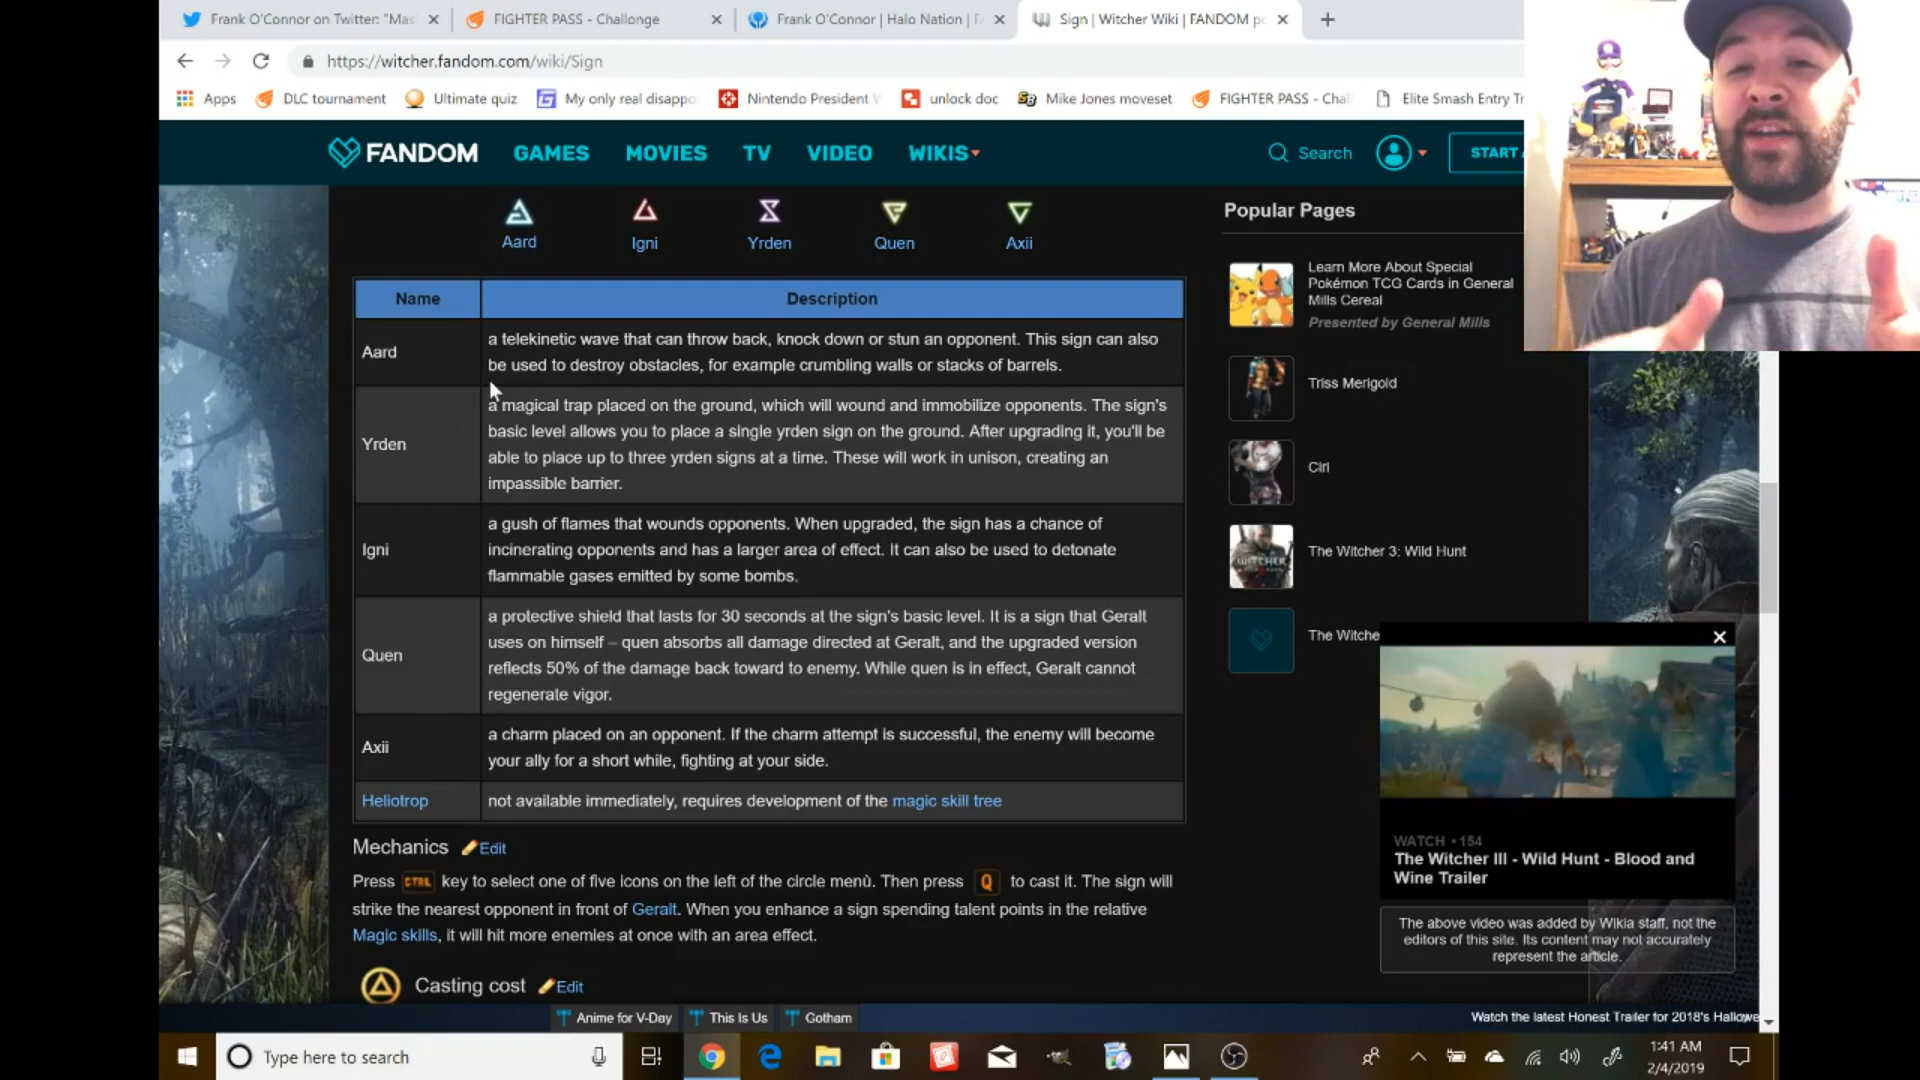 Frank O'Connor on Twitter: "Mas
FIGHTER PASS - Challonge
Frank O'Connor | Halo Nation | F
Sign | Witcher Wiki | FANDOM po
https://witcher.fandom.com/wiki/Sign
Apps
DLC tournament
Ultimate quiz
My only real disappo
Nintendo President
unlock doc
Mike Jones moveset
FIGHTER PASS - Chal
Elite Smash Entry Tr
FANDOM
GAMES
MOVIES
TV
VIDEO
WIKIS
Search
START
Aard
Igni
Yrden
Quen
Axii
Name
Description
Aard
a telekinetic wave that can throw back, knock down or stun an opponent. This sign can also
be used to destroy obstacles, for example crumbling walls or stacks of barrels.
Yrden
a magical trap placed on the ground, which will wound and immobilize opponents. The sign's
basic level allows you to place a single yrden sign on the ground. After upgrading it, you'll be
able to place up to three yrden signs at a time. These will work in unison, creating an
impassible barrier.
Igni
a gush of flames that wounds opponents. When upgraded, the sign has a chance of
incinerating opponents and has a larger area of effect. It can also be used to detonate
flammable gases emitted by some bombs.
Quen
a protective shield that lasts for 30 seconds at the sign's basic level. It is a sign that Geralt
uses on himself – quen absorbs all damage directed at Geralt, and the upgraded version
reflects 50% of the damage back toward to enemy. While quen is in effect, Geralt cannot
regenerate vigor.
Axii
a charm placed on an opponent. If the charm attempt is successful, the enemy will become
your ally for a short while, fighting at your side.
Heliotrop
not available immediately, requires development of the magic skill tree
Mechanics
Edit
Press CTRL key to select one of five icons on the left of the circle menù. Then press Q to cast it. The sign will
strike the nearest opponent in front of Geralt. When you enhance a sign spending talent points in the relative
Magic skills, it will hit more enemies at once with an area effect.
Casting cost
Edit
Popular Pages
Learn More About Special
Pokémon TCG Cards in General
Mills Cereal
Presented by General Mills
Triss Merigold
Ciri
The Witcher 3: Wild Hunt
WITCHER
The Witche
WATCH • 154
The Witcher III - Wild Hunt - Blood and
Wine Trailer
The above video was added by Wikia staff, not the
editors of this site. Its content may not accurately
represent the article.
Anime for V-Day
This Is Us
Gotham
Watch the latest Honest Trailer for 2018's Hallowe
Type here to search
1:41 AM
2/4/2019